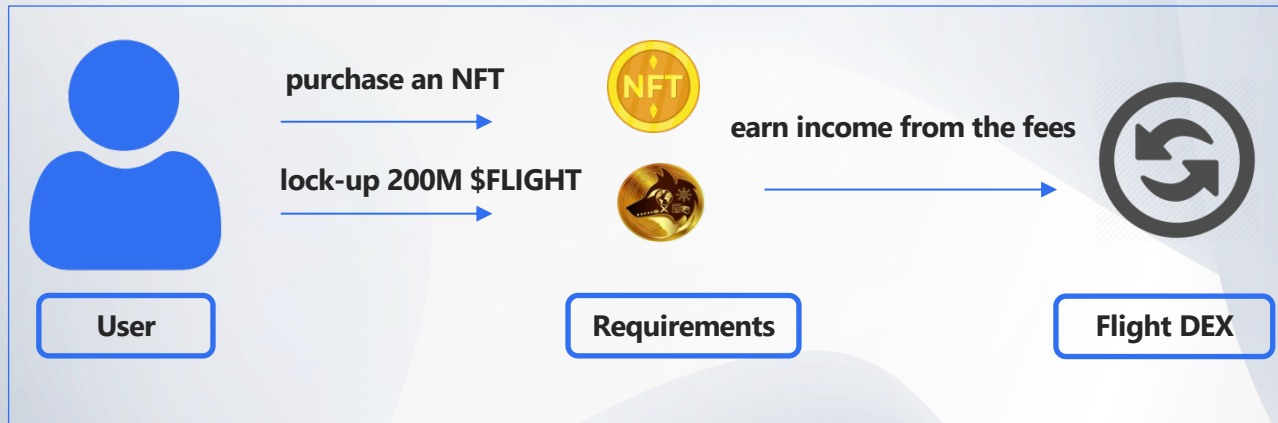 purchase an NFT
NFT
earn income from the fees
lock-up 200M $FLIGHT
User
Requirements
Flight DEX